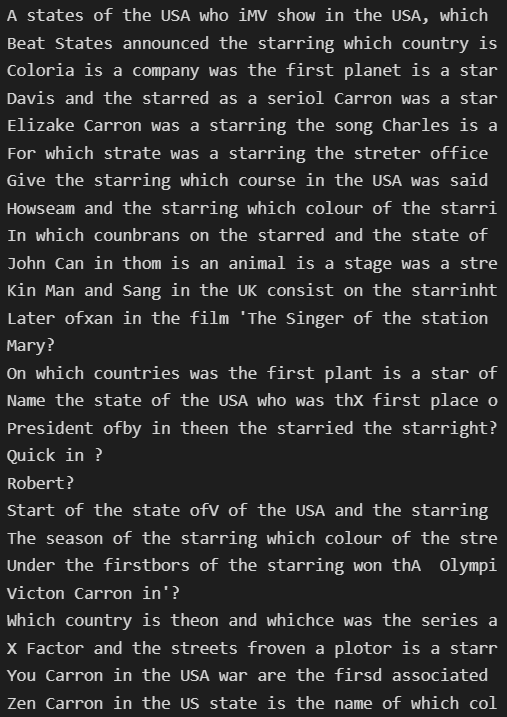 A states of the USA who iMV show in the USA, which
Beat States announced the starring which country is
Coloria is a company was the first planet is a star
Davis and the starred as a seriol Carron was a star
Elizake Carron was a starring the song Charles is a
For which strate was a starring the streter office
Give the starring which course in the USA was said
Howseam and the starring which colour of the starri
In which counbrans on the starred and the state of
John Can in thom is an animal is a stage was a stre
Kin Man and Sang in the UK consist on the starrinht
Later ofxan in the film 'The Singer of the station
Mary?
On which countries was the first plant is a star of
Name the state of the USA who was thX first place o
President ofby in theen the starried the starright?
Quick in ?
Robert?
Start of the state ofV of the USA and the starring
The season of the starring which colour of the stre
Under the firstbors of the starring won thA  Olympi
Victon Carron in'?
Which country is theon and whichce was the series a
X Factor and the streets froven a plotor is a starr
You Carron in the USA war are the firsd associated
Zen Carron in the US state is the name of which col